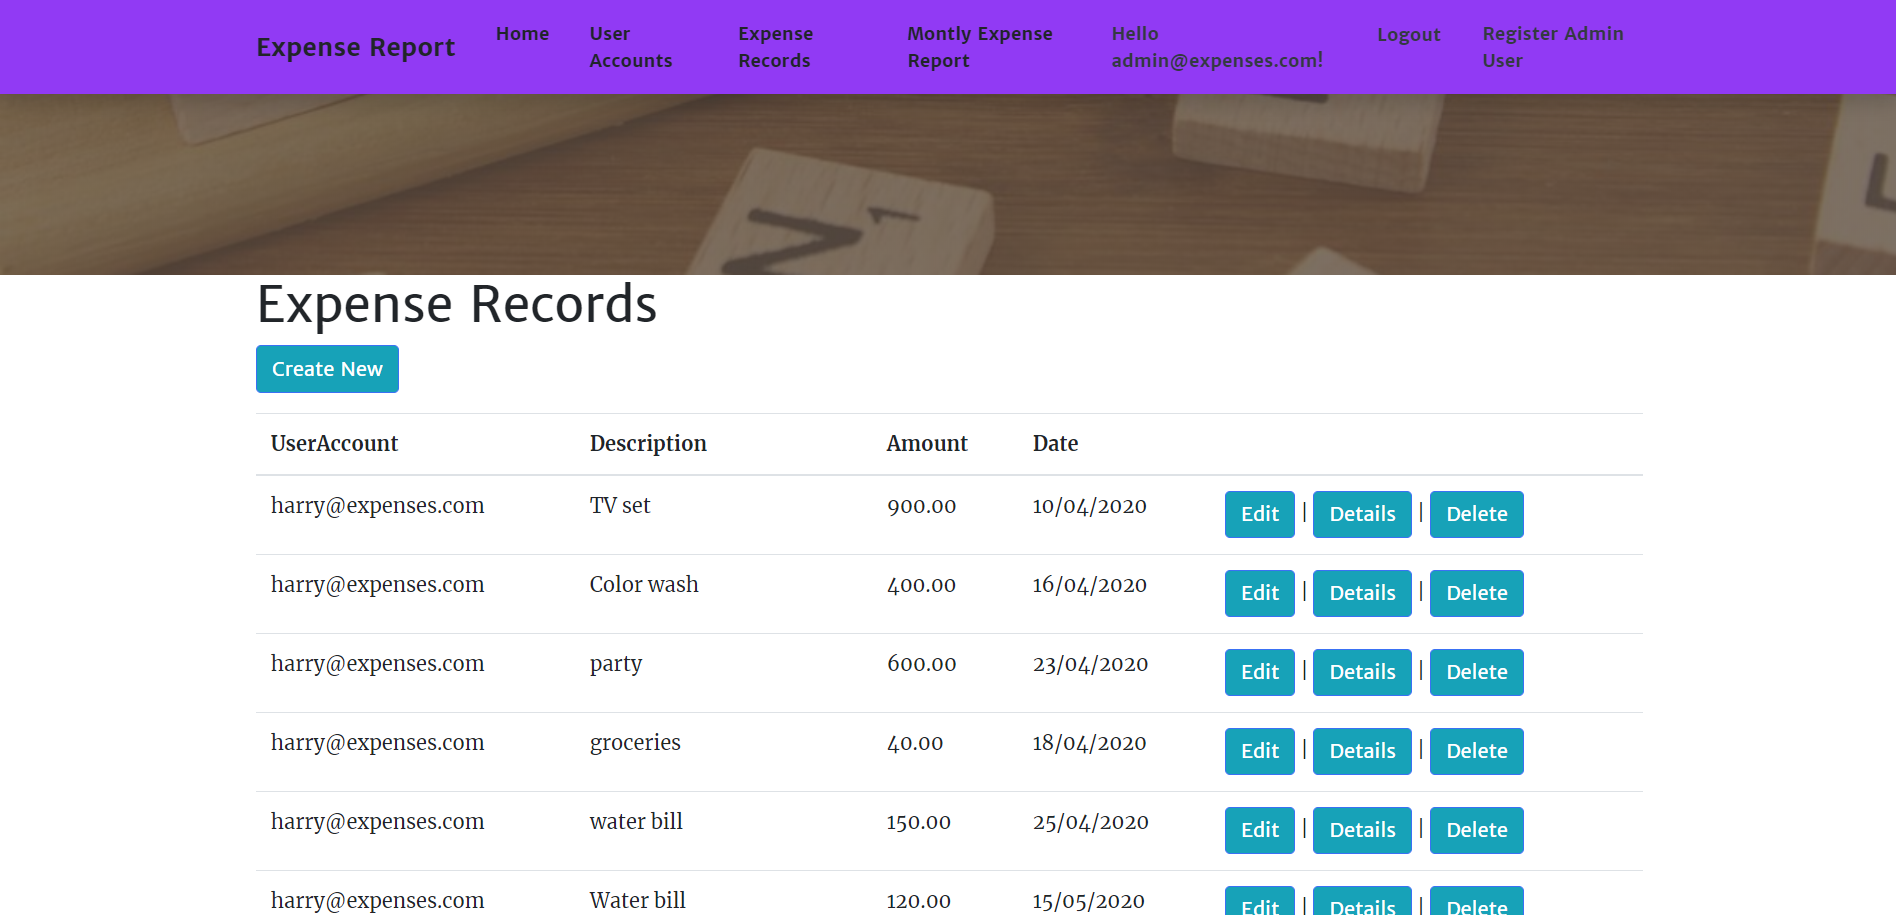 Expense Report
Home
User
Accounts
Expense
Records
Montly Expense
Report
Hello
admin@expenses.com!
Logout
Register Admin
User
N 1
Expense Records
Create New
UserAccount Description Amount Date
harry@expenses.com TV set 900.00 10/04/2020 Edit | Details | Delete
harry@expenses.com Color wash 400.00 16/04/2020 Edit | Details | Delete
harry@expenses.com party 600.00 23/04/2020 Edit | Details | Delete
harry@expenses.com groceries 40.00 18/04/2020 Edit | Details | Delete
harry@expenses.com water bill 150.00 25/04/2020 Edit | Details | Delete
harry@expenses.com Water bill 120.00 15/05/2020 Edit | Details | Delete